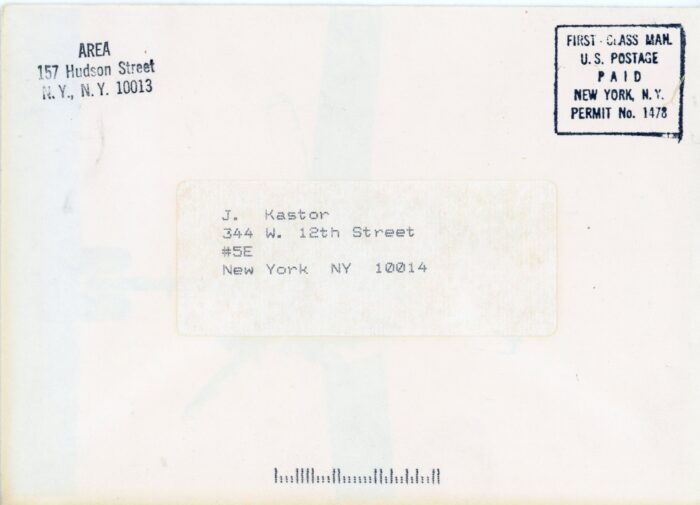 AREA
157 Hudson Street
N.Y., N.Y. 10013
FIRST-CLASS MAIL
U.S. POSTAGE
PAID
NEW YORK, N.Y.
PERMIT No. 1478
J. Kastor
344 W. 12th Street
#5E
New York NY 10014